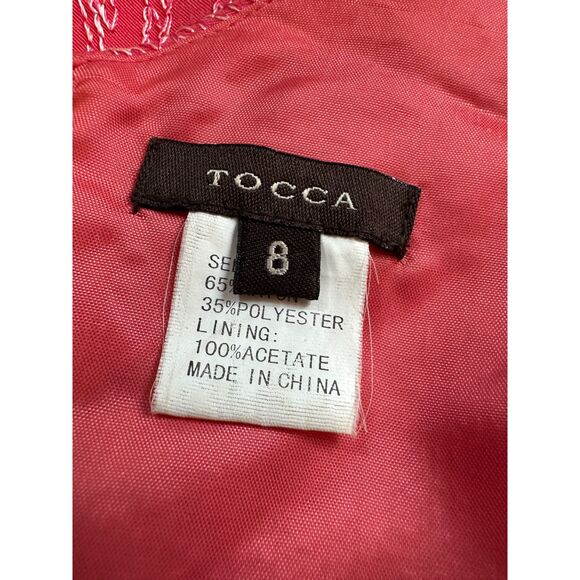 TOCCA
8
65%
35%POLYESTER
LINING:
100%ACETATE
MADE IN CHINA